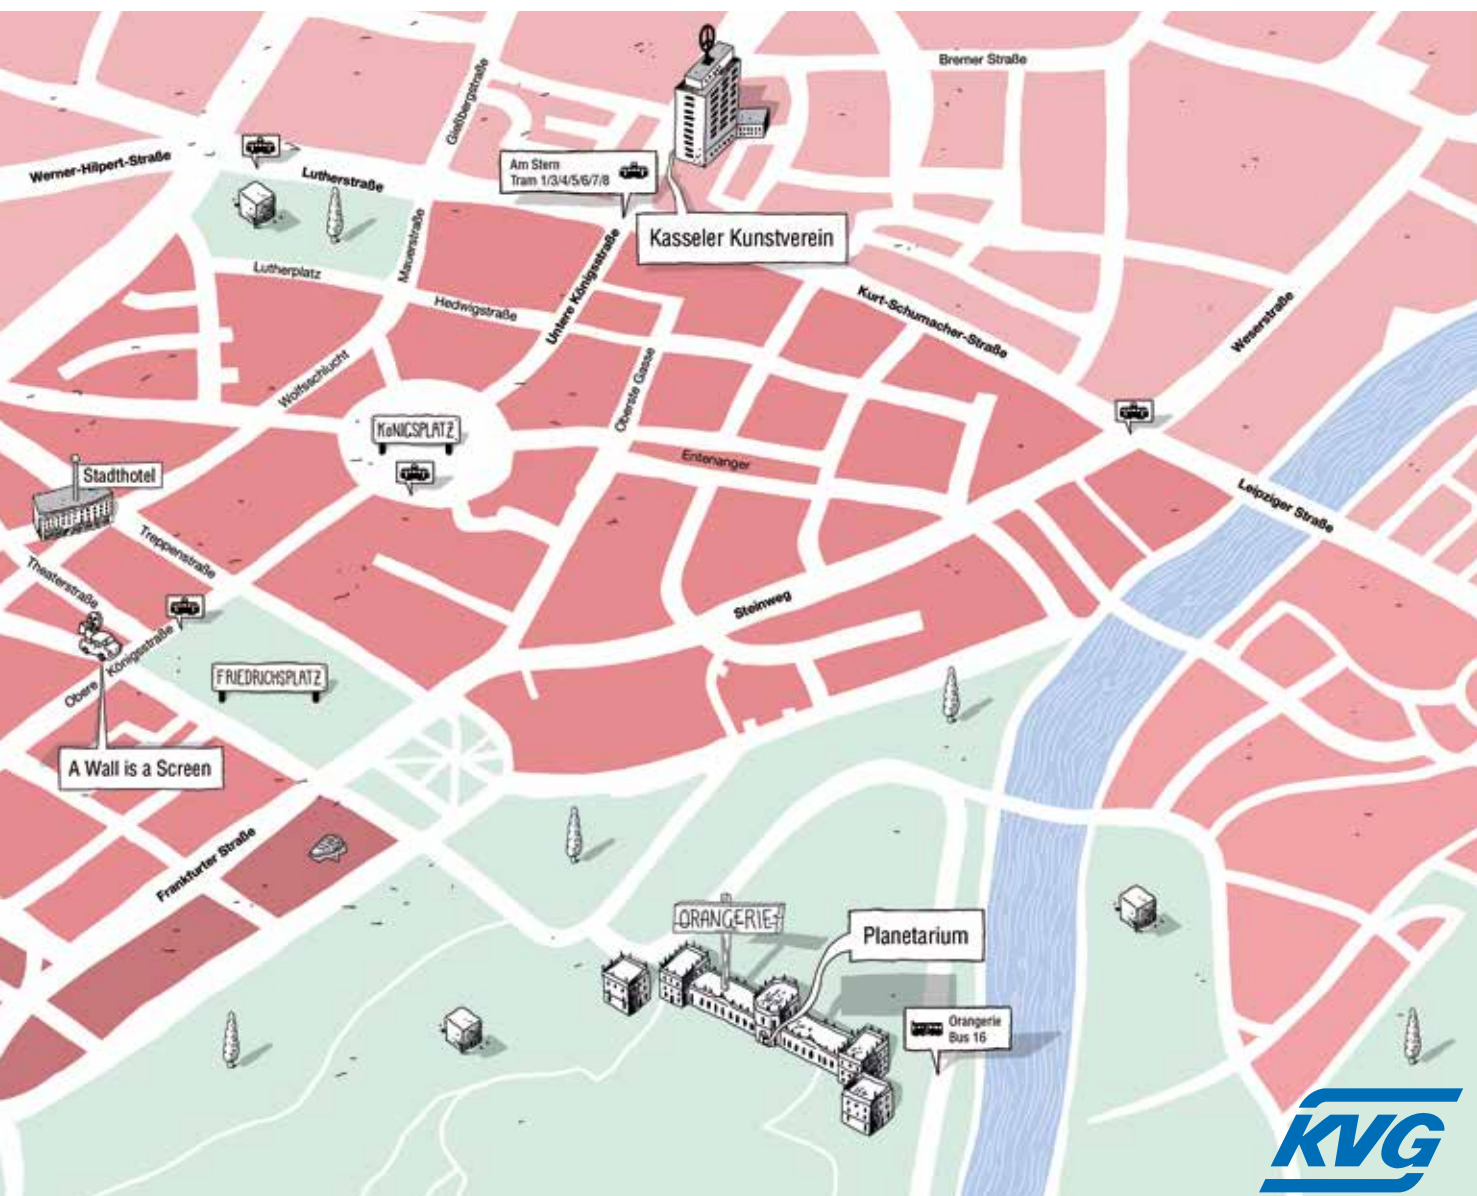 Bremer Straße
Gießbergstraße
Werner-Hilpert-Straße
Lutherstraße
Am Stern
Tram 1/3/4/5/6/7/8
Kasseler Kunstverein
Mauerstraße
Lutherplatz
Hedwigstraße
Untere Königsstraße
Kurt-Schumacher-Straße
Weserstraße
Wolfsschlucht
Oberste Gasse
KöNIGSPLATZ
Entenanger
Stadthotel
Leipziger Straße
Treppenstraße
Theaterstraße
Steinweg
Obere Königsstraße
FRIEDRICHSPLATZ
A Wall is a Screen
Frankfurter Straße
ORANGERIE
Planetarium
Orangerie
Bus 16
KVG